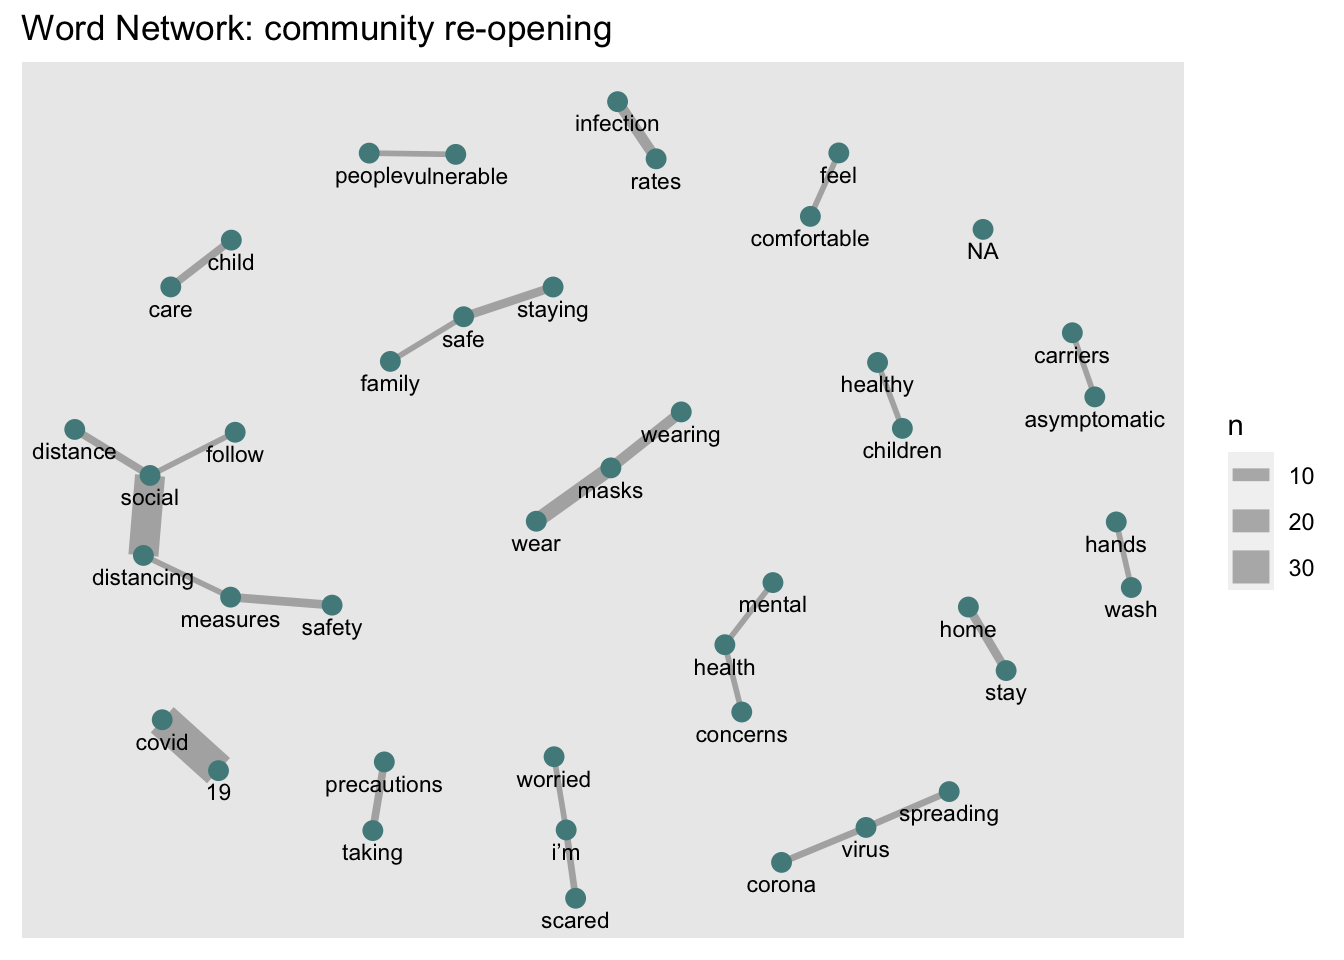 Word Network: community re-opening
infection
people
vulnerable
rates
feel
comfortable
NA
child
care
staying
safe
family
carriers
healthy
asymptomatic
children
distance
follow
wearing
social
masks
wear
hands
distancing
measures
safety
mental
wash
home
health
stay
concerns
covid
19
precautions
worried
taking
i’m
spreading
virus
corona
scared
n
10
20
30